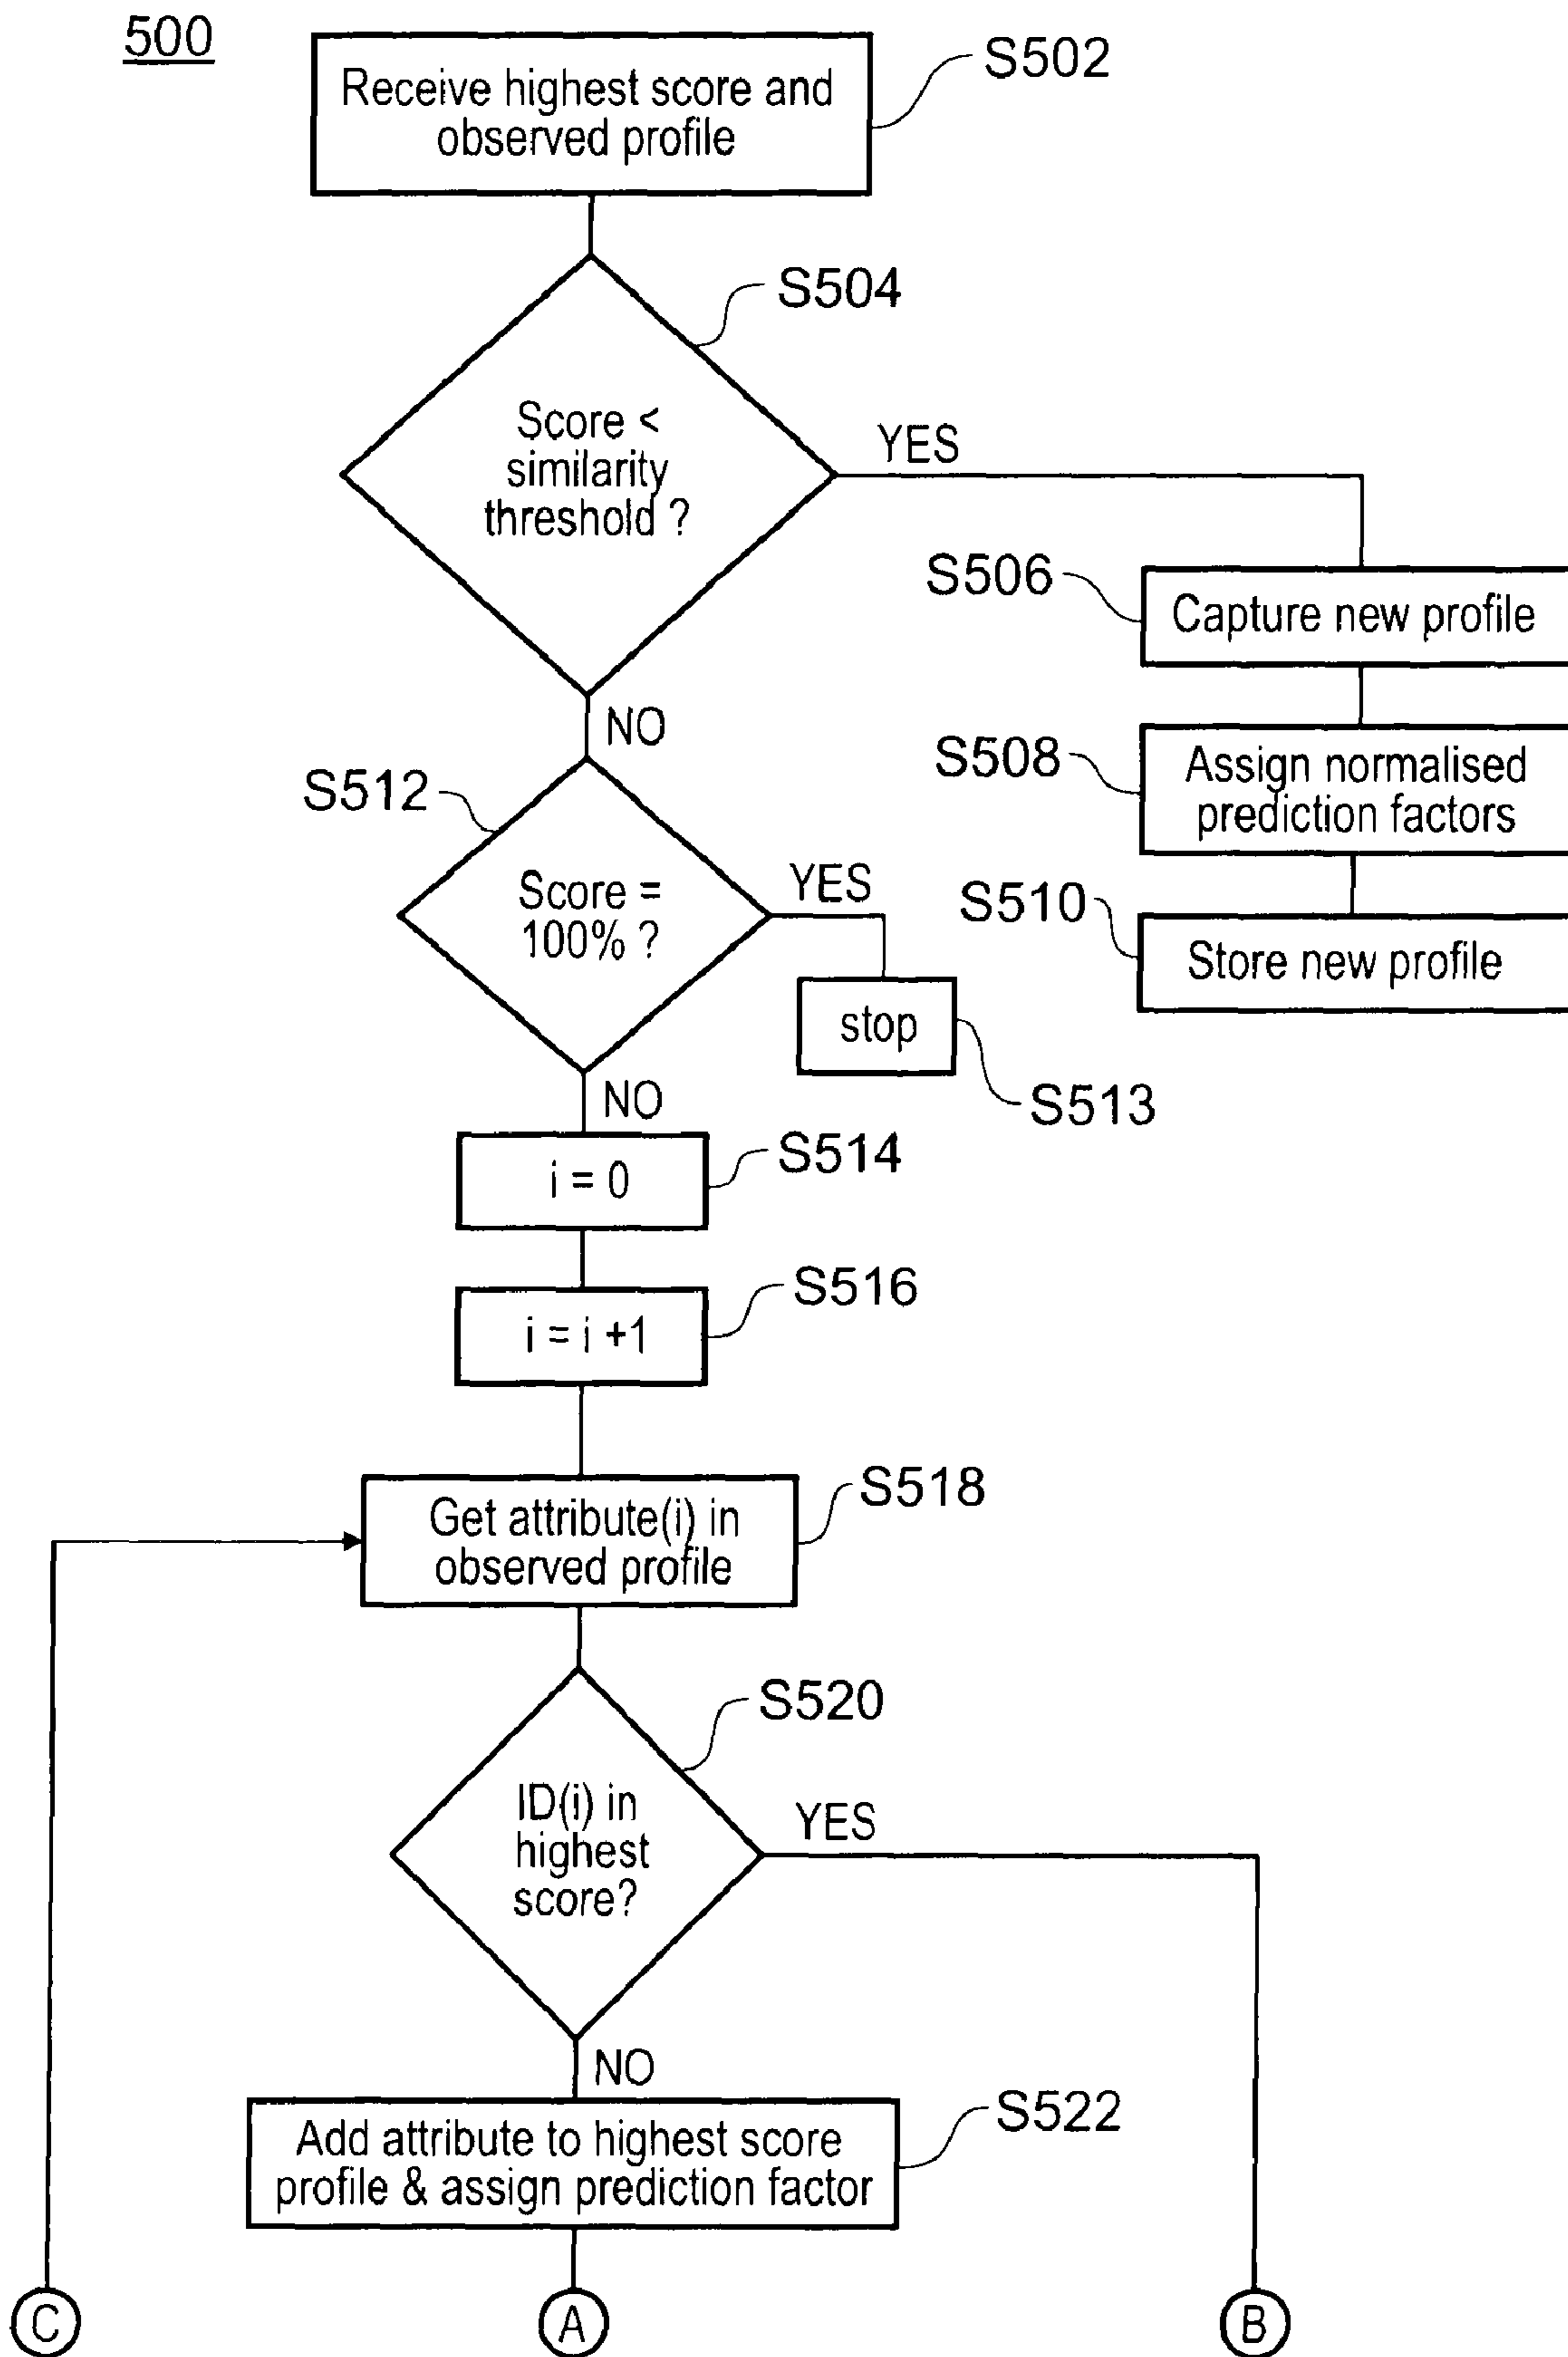 500
Receive highest score and
observed profile
S502
S504
Score <
similarity
threshold ?
YES
S506
Capture new profile
NO
S508
Assign normalised
prediction factors
S512
Score =
100% ?
YES
S510
Store new profile
stop
S513
NO
S514
i = 0
S516
i = i +1
S518
Get attribute(i) in
observed profile
S520
ID(i) in
highest
score?
YES
NO
S522
Add attribute to highest score
profile & assign prediction factor
C
A
B